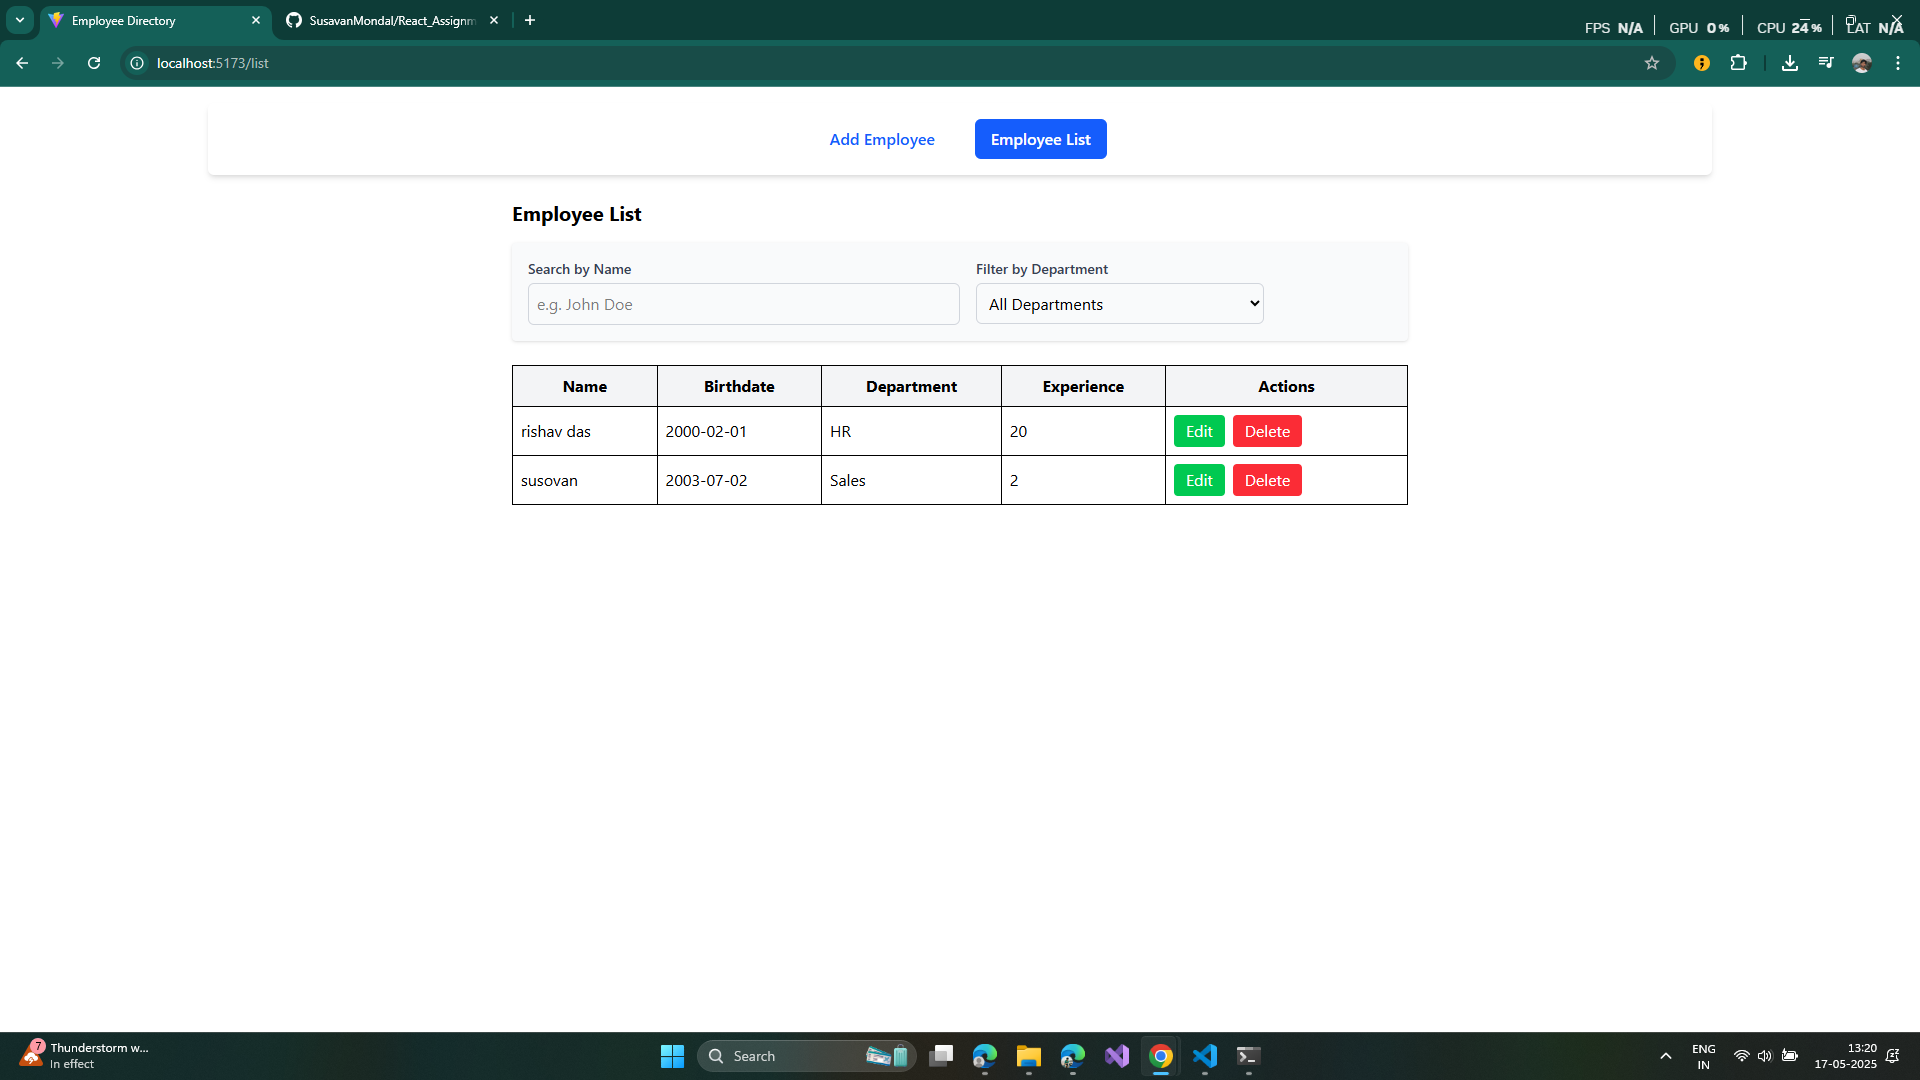 Employee Directory
SusavanMondal/React_Assignm
FPS N/A GPU 0% CPU 24% LAT N/A
localhost:5173/list
Add Employee
Employee List
Employee List
Search by Name
Filter by Department
e.g. John Doe
All Departments
Name Birthdate Department Experience Actions
rishav das 2000-02-01 HR 20 Edit Delete
susovan 2003-07-02 Sales 2 Edit Delete
7
Thunderstorm w...
In effect
Search
ENG
IN
13:20
17-05-2025